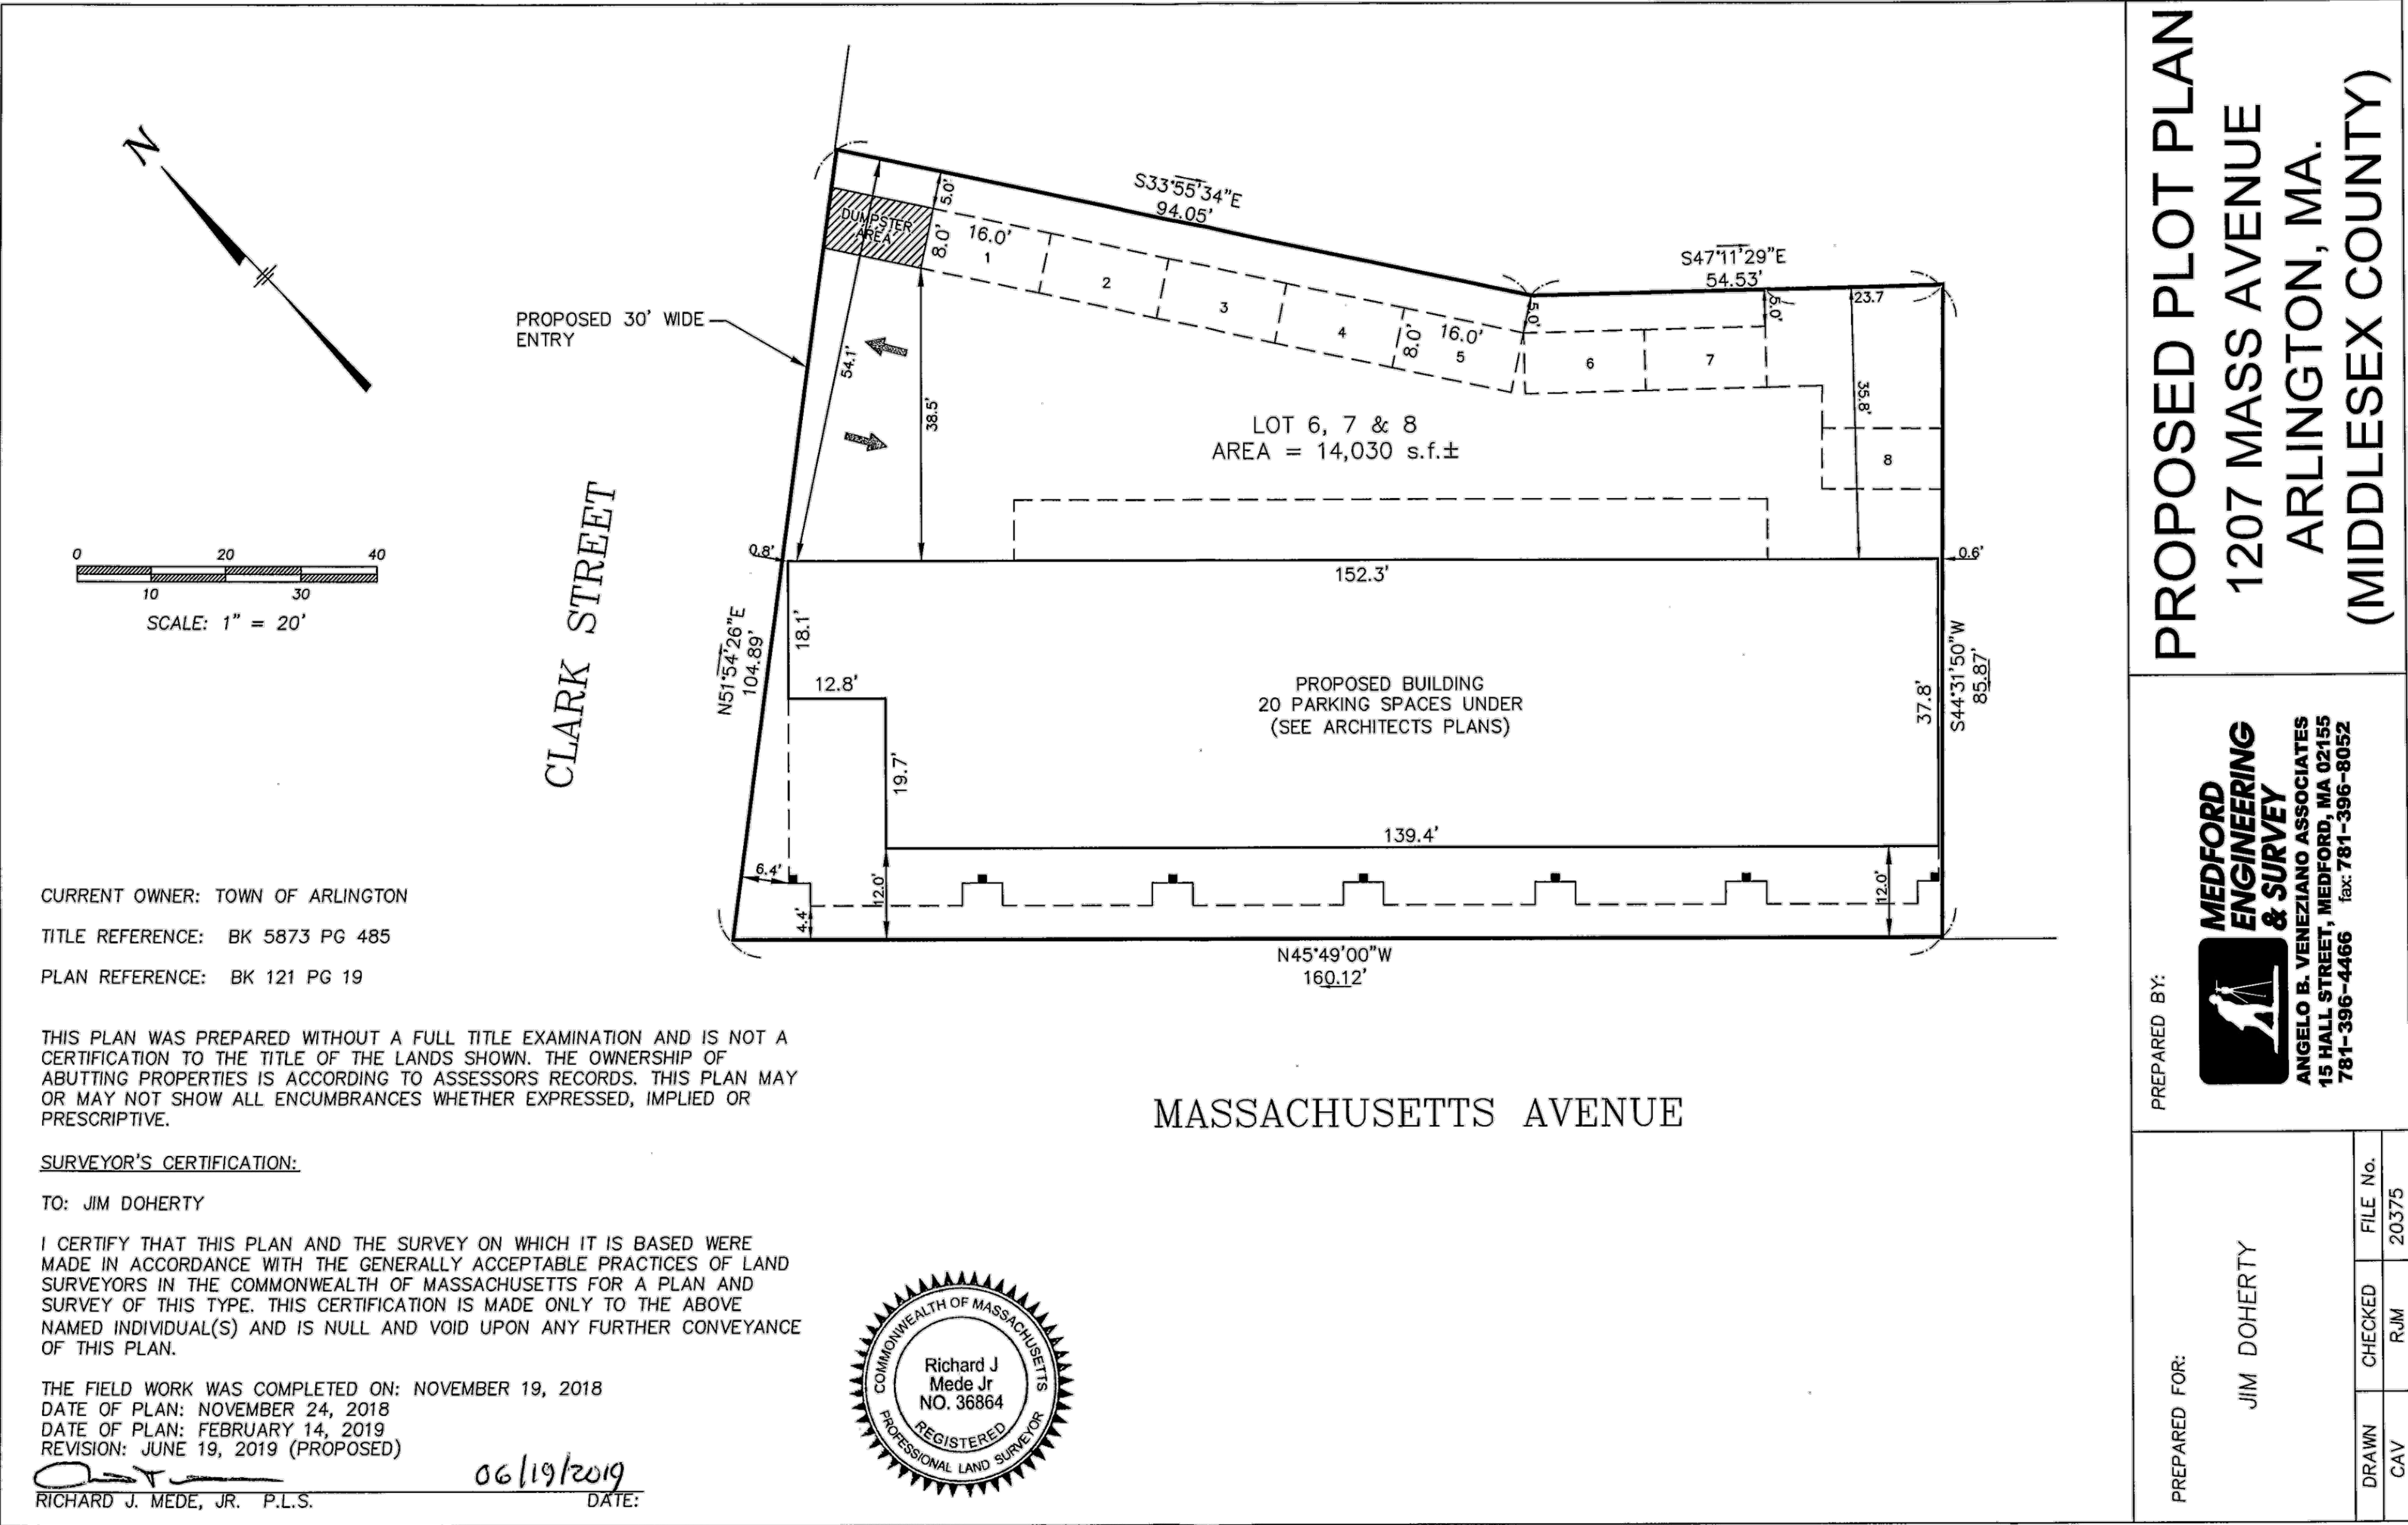 N
PROPOSED 30' WIDE
ENTRY
0 20 40
10 30
SCALE: 1" = 20'
CLARK STREET
DUMPSTER
AREA
5.0'
8.0'
16.0'
1
2
3
4
8.0'
16.0'
5
5.0'
6
7
5.0'
8
S33°55'34"E
94.05'
S47°11'29"E
54.53'
23.7
35.8'
54.1'
38.5'
LOT 6, 7 & 8
AREA = 14,030 s.f.±
0.8'
152.3'
0.6'
N51°54'26"E
104.89'
18.1'
12.8'
19.7'
PROPOSED BUILDING
20 PARKING SPACES UNDER
(SEE ARCHITECTS PLANS)
37.8'
S44°31'50"W
85.87'
139.4'
6.4'
4.4'
12.0'
12.0'
N45°49'00"W
160.12'
MASSACHUSETTS AVENUE
CURRENT OWNER: TOWN OF ARLINGTON
TITLE REFERENCE: BK 5873 PG 485
PLAN REFERENCE: BK 121 PG 19
THIS PLAN WAS PREPARED WITHOUT A FULL TITLE EXAMINATION AND IS NOT A
CERTIFICATION TO THE TITLE OF THE LANDS SHOWN. THE OWNERSHIP OF
ABUTTING PROPERTIES IS ACCORDING TO ASSESSORS RECORDS. THIS PLAN MAY
OR MAY NOT SHOW ALL ENCUMBRANCES WHETHER EXPRESSED, IMPLIED OR
PRESCRIPTIVE.
SURVEYOR'S CERTIFICATION:
TO: JIM DOHERTY
I CERTIFY THAT THIS PLAN AND THE SURVEY ON WHICH IT IS BASED WERE
MADE IN ACCORDANCE WITH THE GENERALLY ACCEPTABLE PRACTICES OF LAND
SURVEYORS IN THE COMMONWEALTH OF MASSACHUSETTS FOR A PLAN AND
SURVEY OF THIS TYPE. THIS CERTIFICATION IS MADE ONLY TO THE ABOVE
NAMED INDIVIDUAL(S) AND IS NULL AND VOID UPON ANY FURTHER CONVEYANCE
OF THIS PLAN.
THE FIELD WORK WAS COMPLETED ON: NOVEMBER 19, 2018
DATE OF PLAN: NOVEMBER 24, 2018
DATE OF PLAN: FEBRUARY 14, 2019
REVISION: JUNE 19, 2019 (PROPOSED)
06/19/2019
RICHARD J. MEDE, JR. P.L.S. DATE:
COMMONWEALTH OF MASSACHUSETTS
Richard J
Mede Jr
NO. 36864
REGISTERED
PROFESSIONAL LAND SURVEYOR
PROPOSED PLOT PLAN
1207 MASS AVENUE
ARLINGTON, MA.
(MIDDLESEX COUNTY)
PREPARED BY:
MEDFORD
ENGINEERING
& SURVEY
ANGELO B. VENEZIANO ASSOCIATES
15 HALL STREET, MEDFORD, MA 02155
781-396-4466 fax: 781-396-8052
PREPARED FOR:
JIM DOHERTY
DRAWN CHECKED FILE No.
CAV RJM 20375